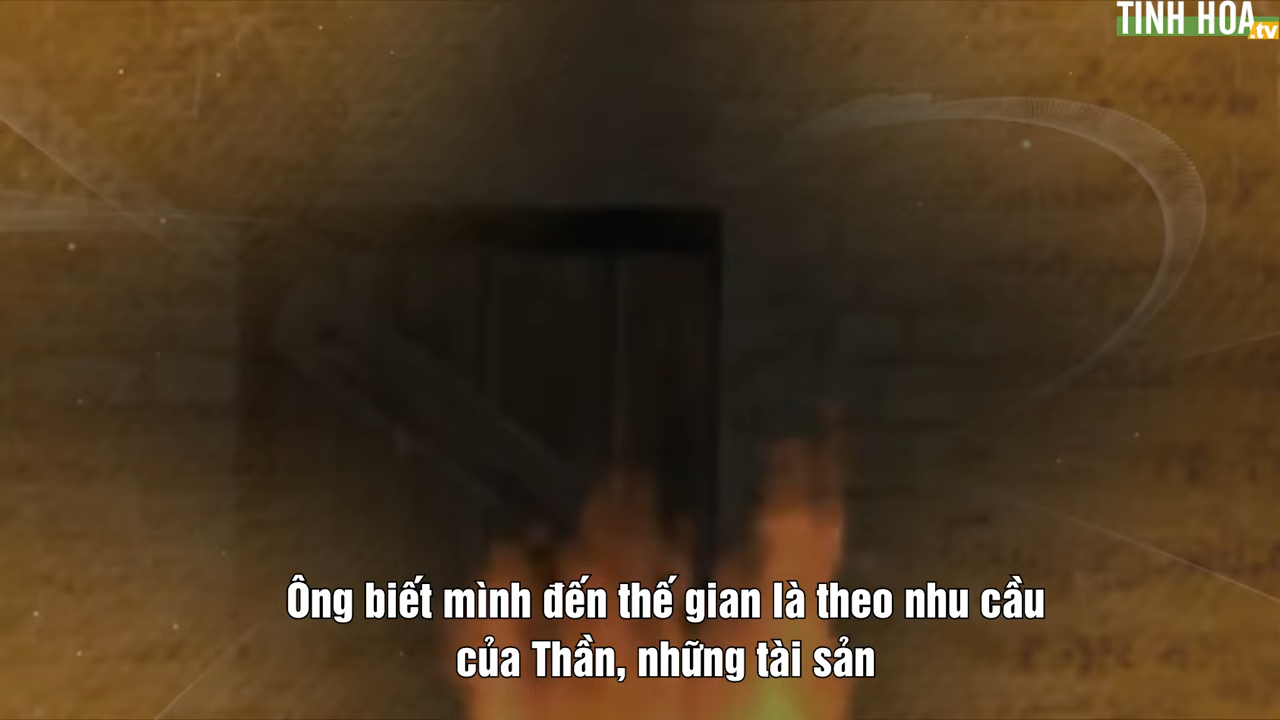 TINH HOA
.tv
Ông biết mình đến thế gian là theo nhu cầu
của Thần, những tài sản